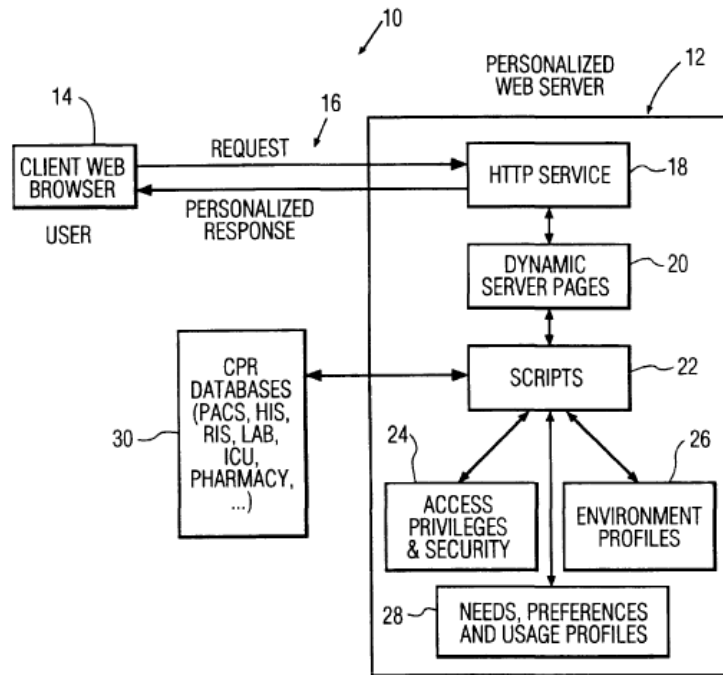 10
PERSONALIZED
WEB SERVER
12
14
16
CLIENT WEB
BROWSER
USER
REQUEST
PERSONALIZED
RESPONSE
HTTP SERVICE
18
DYNAMIC
SERVER PAGES
20
SCRIPTS
22
CPR
DATABASES
(PACS, HIS,
RIS, LAB,
ICU,
PHARMACY,
...)
30
24
ACCESS
PRIVILEGES
& SECURITY
26
ENVIRONMENT
PROFILES
28
NEEDS, PREFERENCES
AND USAGE PROFILES